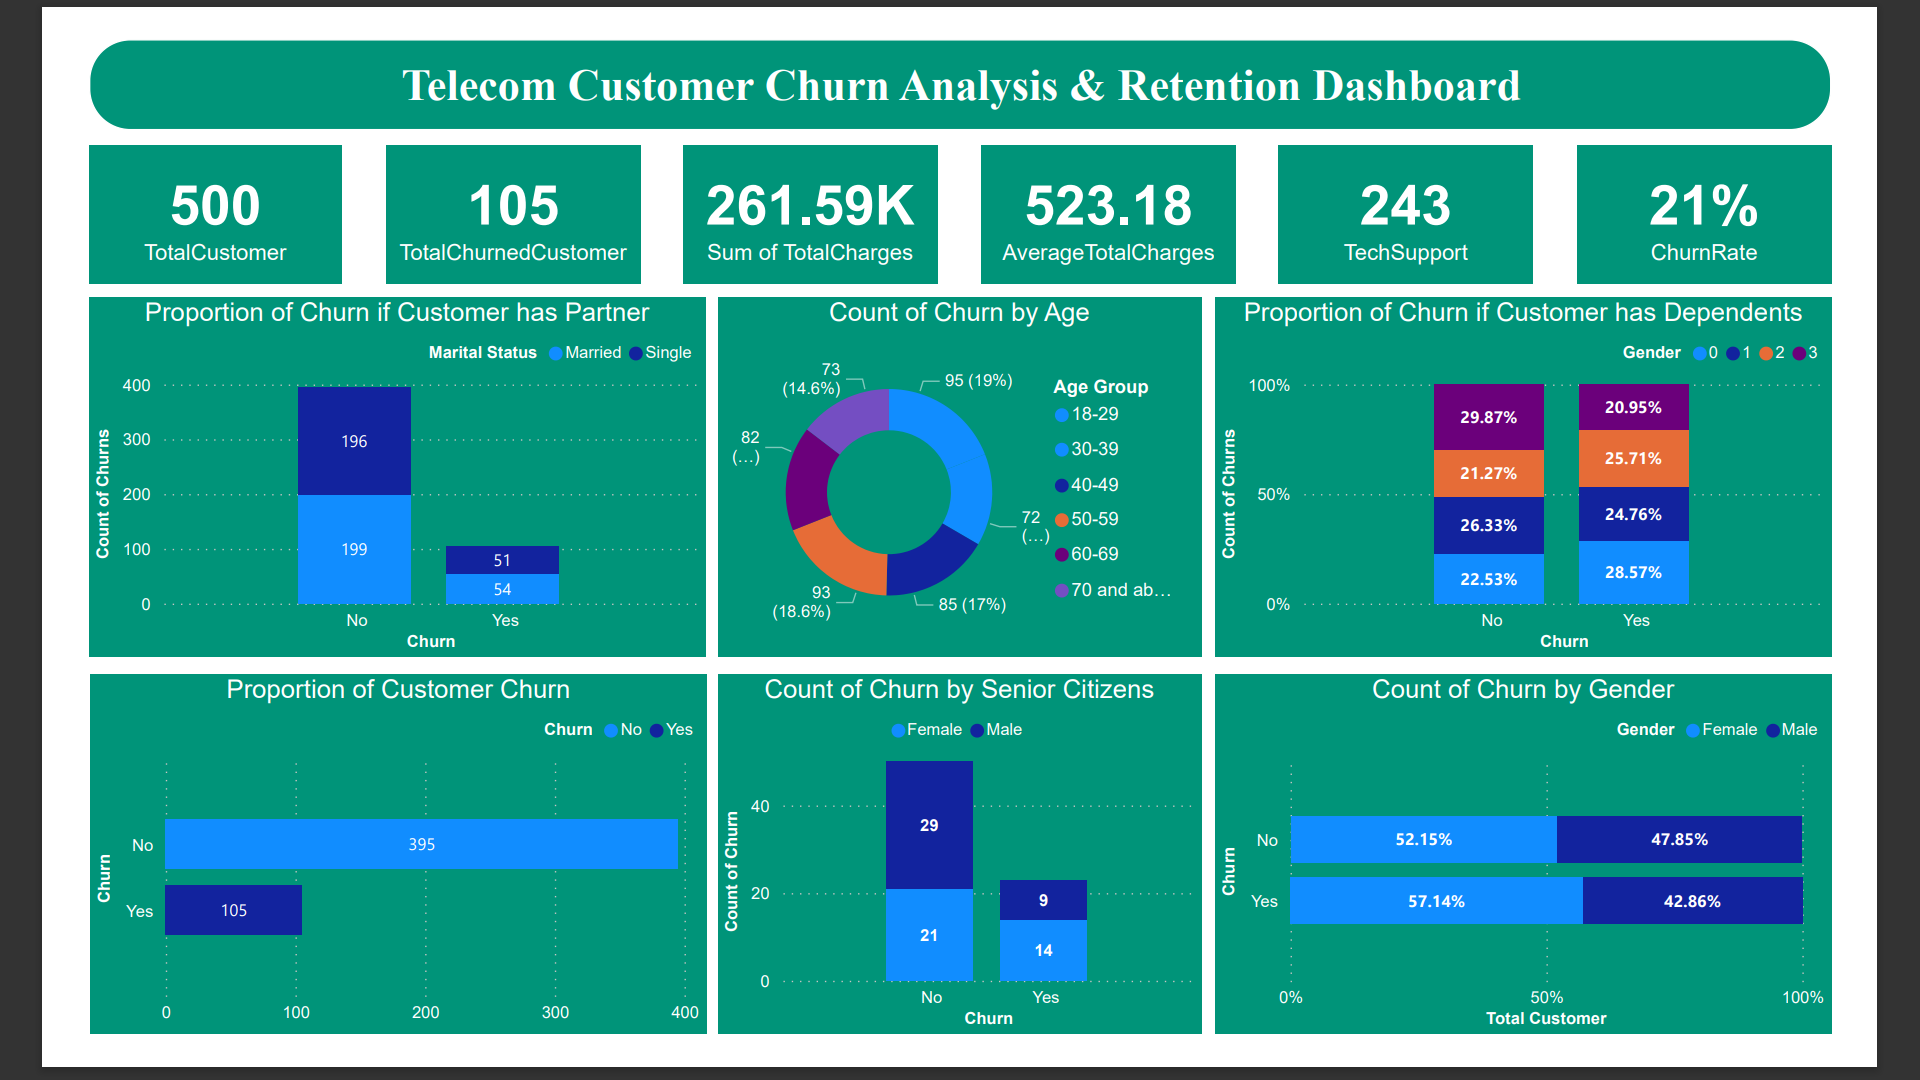 Telecom Customer Churn Analysis & Retention Dashboard
500
TotalCustomer
105
TotalChurnedCustomer
261.59K
Sum of TotalCharges
523.18
AverageTotalCharges
243
TechSupport
21%
ChurnRate
Proportion of Churn if Customer has Partner
Marital Status Married Single
Count of Churns
400
300
200
100
0
196
199
51
54
No Yes
Churn
Count of Churn by Age
73
(14.6%)
95 (19%)
82
(...)
72
(...)
93
(18.6%)
85 (17%)
Age Group
18-29
30-39
40-49
50-59
60-69
70 and ab...
Proportion of Churn if Customer has Dependents
Gender 0 1 2 3
Count of Churns
100%
50%
0%
29.87%
21.27%
26.33%
22.53%
20.95%
25.71%
24.76%
28.57%
No Yes
Churn
Proportion of Customer Churn
Churn No Yes
Churn
No 395
Yes 105
0 100 200 300 400
Count of Churn by Senior Citizens
Female Male
Count of Churn
40
20
0
29
21
9
14
No Yes
Churn
Count of Churn by Gender
Gender Female Male
Churn
No 52.15% 47.85%
Yes 57.14% 42.86%
0% 50% 100%
Total Customer